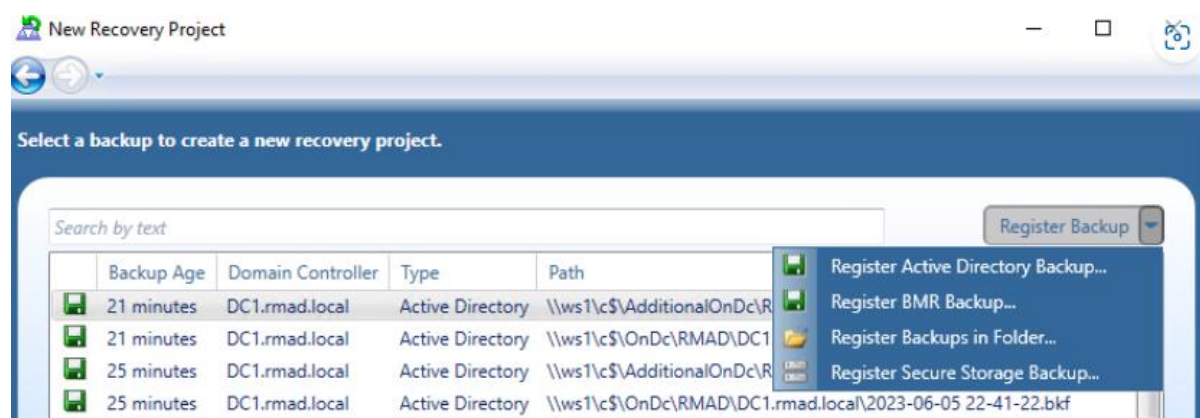 New Recovery Project
Select a backup to create a new recovery project.
Search by text
Register Backup
Backup Age Domain Controller Type Path
Register Active Directory Backup...
21 minutes DC1.rmad.local Active Directory \\ws1\c$\AdditionalOnDc\R
Register BMR Backup...
21 minutes DC1.rmad.local Active Directory \\ws1\c$\OnDc\RMAD\DC1
Register Backups in Folder...
25 minutes DC1.rmad.local Active Directory \\ws1\c$\AdditionalOnDc\R
Register Secure Storage Backup...
25 minutes DC1.rmad.local Active Directory \\ws1\c$\OnDc\RMAD\DC1.rmad.local\2023-06-05 22-41-22.bkf